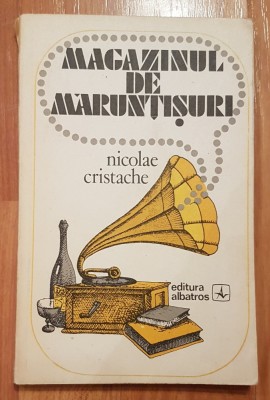 MAGAZINUL
DE
MARUNTIȘURI
nicolae
cristache
editura
albatros